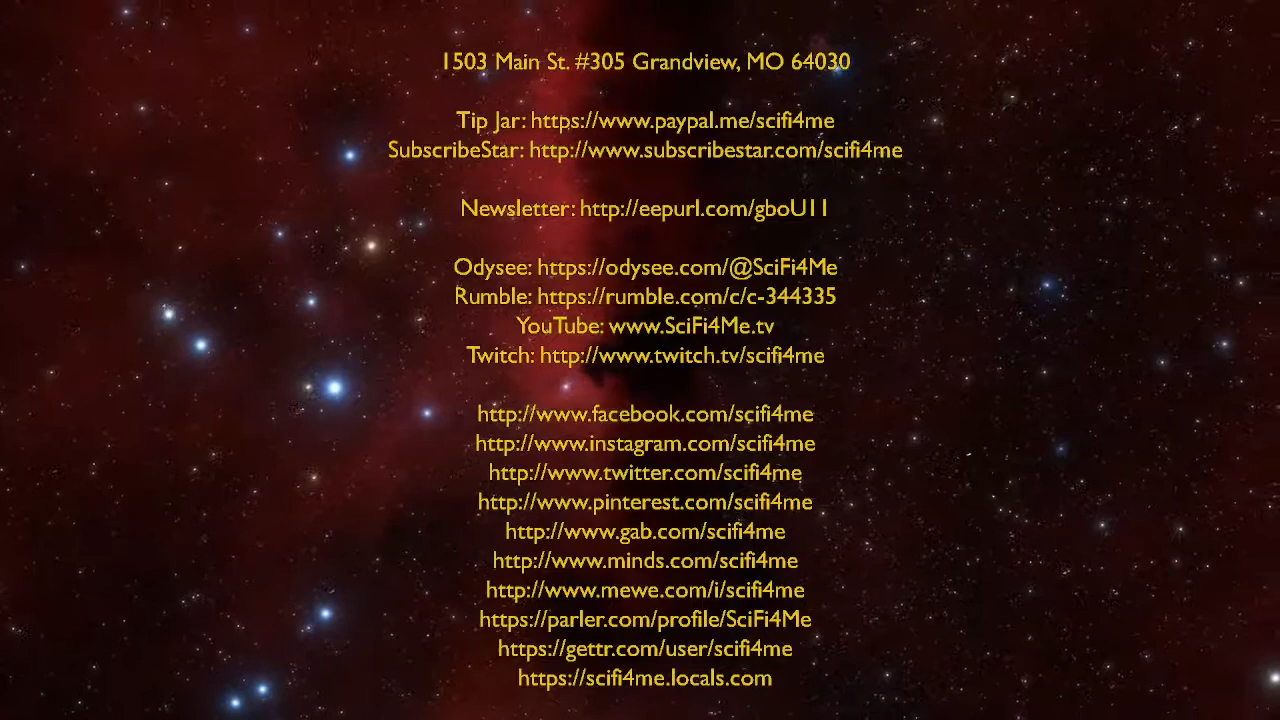 1503 Main St. #305 Grandview, MO 64030
Tip Jar: https://www.paypal.me/scifi4me
SubscribeStar: http://www.subscribestar.com/scifi4me
Newsletter: http://eepurl.com/gboU11
Odysee: https://odysee.com/@SciFi4Me
Rumble: https://rumble.com/c/c-344335
YouTube: www.SciFi4Me.tv
Twitch: http://www.twitch.tv/scifi4me
http://www.facebook.com/scifi4me
http://www.instagram.com/scifi4me
http://www.twitter.com/scifi4me
http://www.pinterest.com/scifi4me
http://www.gab.com/scifi4me
http://www.minds.com/scifi4me
http://www.mewe.com/i/scifi4me
https://parler.com/profile/SciFi4Me
https://gettr.com/user/scifi4me
https://scifi4me.locals.com